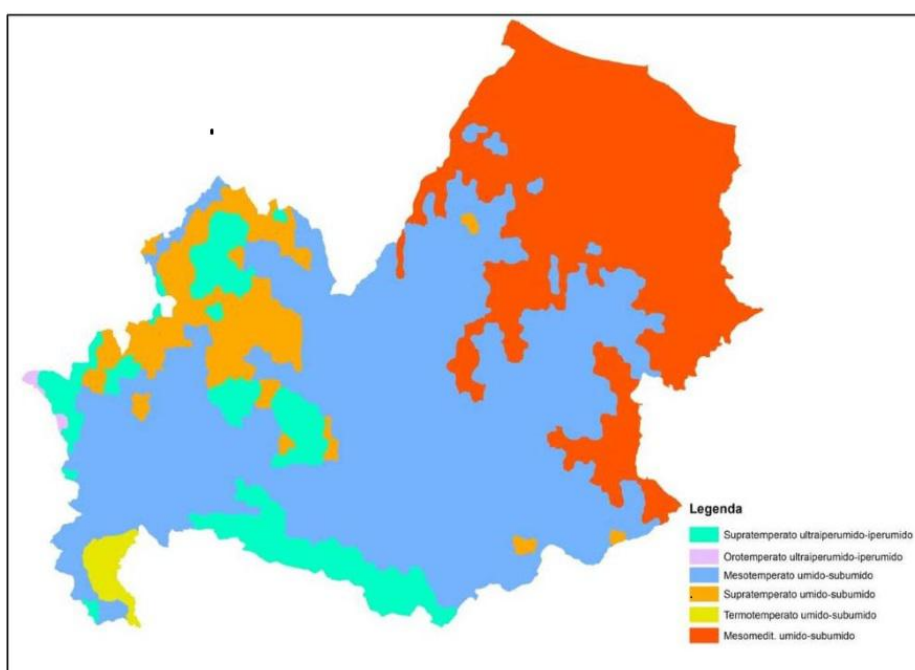 Legenda
Supratemperato ultraiperumido-iperumido
Orotemperato ultraiperumido-iperumido
Mesotemperato umido-subumido
Supratemperato umido-subumido
Termotemperato umido-subumido
Mesomedit. umido-subumido